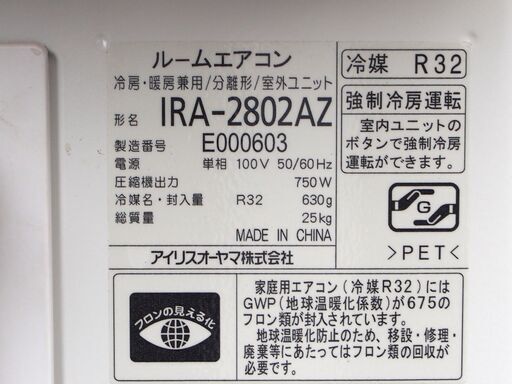 ルームエアコン
冷房・暖房兼用/分離形/室外ユニット
形名 IRA-2802AZ
製造番号 E000603
電源 単相 100V 50/60Hz
圧縮機出力 750W
冷媒名・封入量 R32 630g
総質量 25kg
MADE IN CHINA
アイリスオーヤマ株式会社
冷媒 R32
強制冷房運転
室内ユニットの
ボタンで強制冷房
運転ができます。
G
>PET<
フロンの見える化
家庭用エアコン(冷媒R32)には
GWP(地球温暖化係数)が675の
フロン類が封入されています。
地球温暖化防止のため、移設・修理・
廃棄等にあたってはフロン類の回収が
必要です。